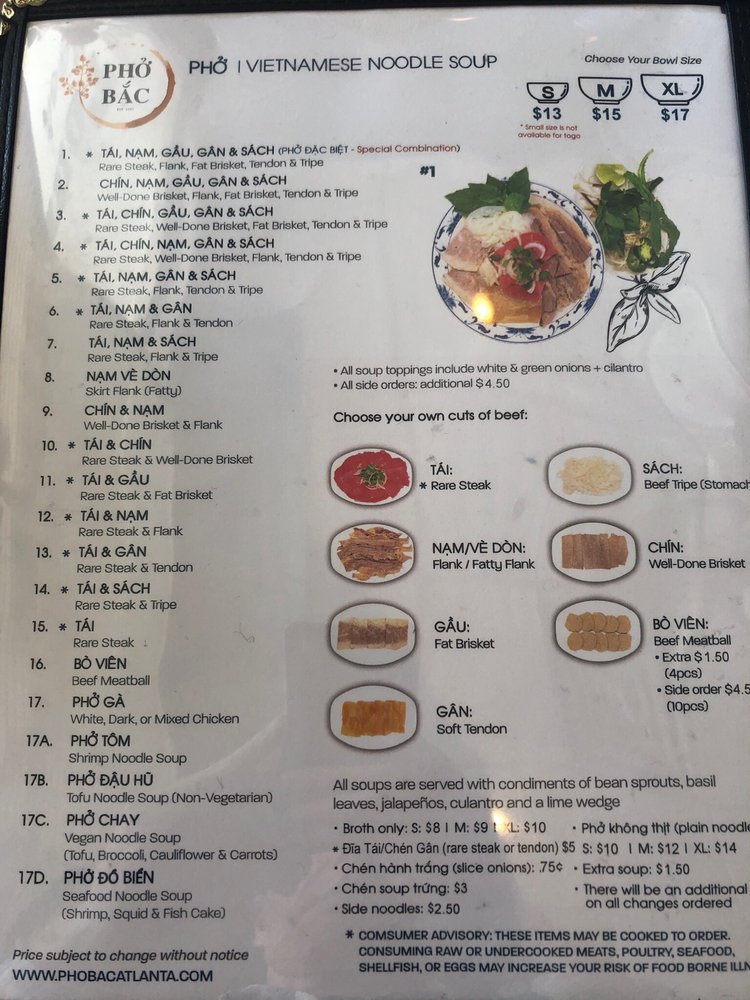 PHỞ BẮC
PHỞ | VIETNAMESE NOODLE SOUP
Choose Your Bowl Size
S M XL
$13 $15 $17
* Small size is not
available for togo
1. * TÁI, NẠM, GẦU, GÂN & SÁCH (PHỞ ĐẶC BIỆT - Special Combination)
Rare Steak, Flank, Fat Brisket, Tendon & Tripe
2. CHÍN, NẠM, GẦU, GÂN & SÁCH
Well-Done Brisket, Flank, Fat Brisket, Tendon & Tripe
3. * TÁI, CHÍN, GẦU, GÂN & SÁCH
Rare Steak, Well-Done Brisket, Fat Brisket, Tendon & Tripe
4. * TÁI, CHÍN, NẠM, GÂN & SÁCH
Rare Steak, Well-Done Brisket, Flank, Tendon & Tripe
5. * TÁI, NẠM, GÂN & SÁCH
Rare Steak, Flank, Tendon & Tripe
6. * TÁI, NẠM & GÂN
Rare Steak, Flank & Tendon
7. TÁI, NẠM & SÁCH
Rare Steak, Flank & Tripe
8. NẠM VÈ DÒN
Skirt Flank (Fatty)
9. CHÍN & NẠM
Well-Done Brisket & Flank
10. * TÁI & CHÍN
Rare Steak & Well-Done Brisket
11. * TÁI & GẦU
Rare Steak & Fat Brisket
12. * TÁI & NẠM
Rare Steak & Flank
13. * TÁI & GÂN
Rare Steak & Tendon
14. * TÁI & SÁCH
Rare Steak & Tripe
15. * TÁI
Rare Steak
16. BÒ VIÊN
Beef Meatball
17. PHỞ GÀ
White, Dark, or Mixed Chicken
17A. PHỞ TÔM
Shrimp Noodle Soup
17B. PHỞ ĐẬU HŨ
Tofu Noodle Soup (Non-Vegetarian)
17C. PHỞ CHAY
Vegan Noodle Soup
(Tofu, Broccoli, Cauliflower & Carrots)
17D. PHỞ ĐỒ BIỂN
Seafood Noodle Soup
(Shrimp, Squid & Fish Cake)
Price subject to change without notice
WWW.PHOBACATLANTA.COM
#1
• All soup toppings include white & green onions + cilantro
• All side orders: additional $4.50
Choose your own cuts of beef:
TÁI:
* Rare Steak
SÁCH:
Beef Tripe (Stomach
NẠM/VÈ DÒN:
Flank / Fatty Flank
CHÍN:
Well-Done Brisket
GẦU:
Fat Brisket
BÒ VIÊN:
Beef Meatball
• Extra $1.50
(4pcs)
• Side order $4.5
(10pcs)
GÂN:
Soft Tendon
All soups are served with condiments of bean sprouts, basil
leaves, jalapeños, culantro and a lime wedge
• Broth only: S: $8 | M: $9 | XL: $10
* Đĩa Tái/Chén Gân (rare steak or tendon) $5
• Chén hành trắng (slice onions): .75¢
• Chén soup trứng: $3
• Side noodles: $2.50
• Phở không thịt (plain noodle
S: $10 | M: $12 | XL: $14
• Extra soup: $1.50
• There will be an additional
on all changes ordered
* COMSUMER ADVISORY: THESE ITEMS MAY BE COOKED TO ORDER.
CONSUMING RAW OR UNDERCOOKED MEATS, POULTRY, SEAFOOD,
SHELLFISH, OR EGGS MAY INCREASE YOUR RISK OF FOOD BORNE ILLN